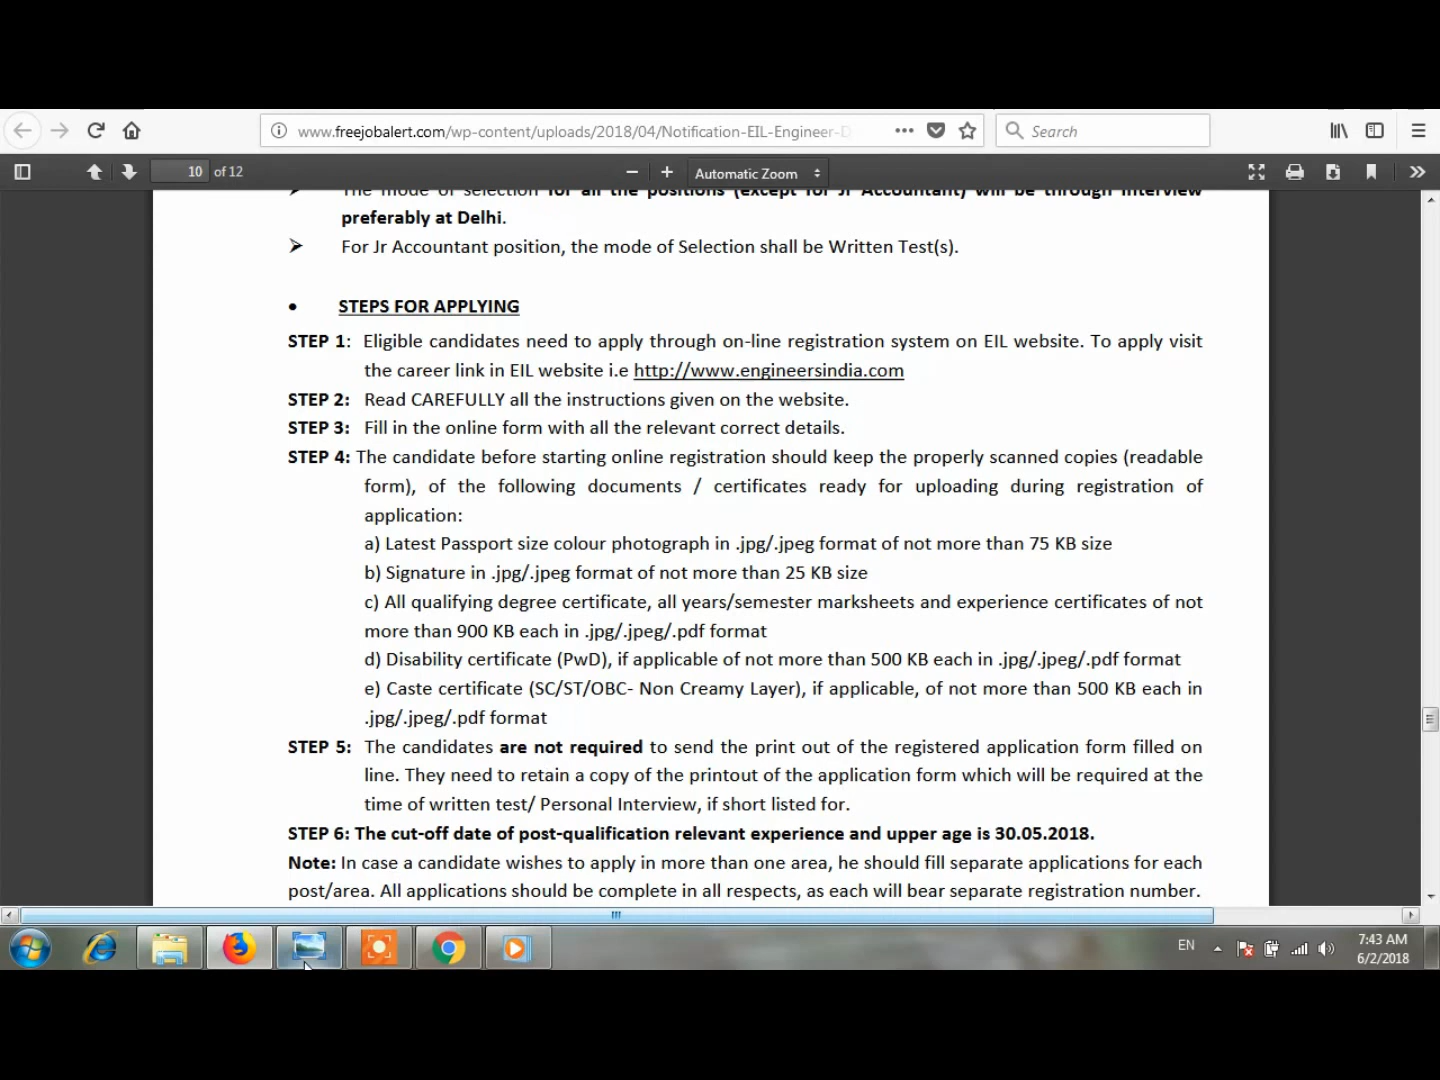 www.freejobalert.com/wp-content/uploads/2018/04/Notification-EIL-Engineer-D
Search
10 of 12
Automatic Zoom
The mode of selection for all the positions (except for Jr Accountant) will be through Interview
preferably at Delhi.
➢ For Jr Accountant position, the mode of Selection shall be Written Test(s).
• STEPS FOR APPLYING
STEP 1: Eligible candidates need to apply through on-line registration system on EIL website. To apply visit
the career link in EIL website i.e http://www.engineersindia.com
STEP 2: Read CAREFULLY all the instructions given on the website.
STEP 3: Fill in the online form with all the relevant correct details.
STEP 4: The candidate before starting online registration should keep the properly scanned copies (readable
form), of the following documents / certificates ready for uploading during registration of
application:
a) Latest Passport size colour photograph in .jpg/.jpeg format of not more than 75 KB size
b) Signature in .jpg/.jpeg format of not more than 25 KB size
c) All qualifying degree certificate, all years/semester marksheets and experience certificates of not
more than 900 KB each in .jpg/.jpeg/.pdf format
d) Disability certificate (PwD), if applicable of not more than 500 KB each in .jpg/.jpeg/.pdf format
e) Caste certificate (SC/ST/OBC- Non Creamy Layer), if applicable, of not more than 500 KB each in
.jpg/.jpeg/.pdf format
STEP 5: The candidates are not required to send the print out of the registered application form filled on
line. They need to retain a copy of the printout of the application form which will be required at the
time of written test/ Personal Interview, if short listed for.
STEP 6: The cut-off date of post-qualification relevant experience and upper age is 30.05.2018.
Note: In case a candidate wishes to apply in more than one area, he should fill separate applications for each
post/area. All applications should be complete in all respects, as each will bear separate registration number.
EN
7:43 AM
6/2/2018